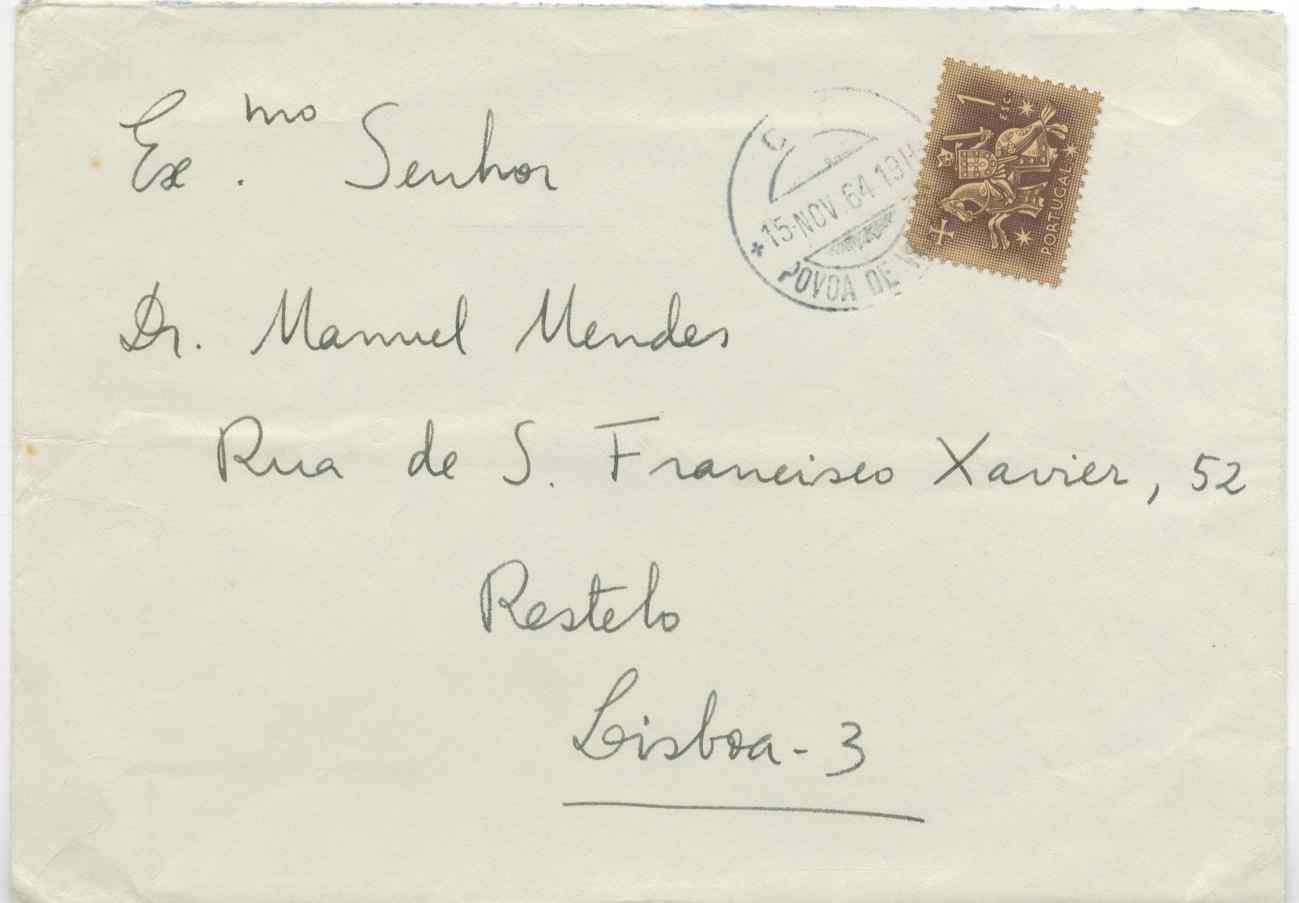 Ex.mo Senhor
Dr. Manuel Mendes
Rua de S. Francisco Xavier, 52
Restelo
Lisboa - 3
1 ESC.
PORTUGAL
15-NOV.64 19H
POVOA DE